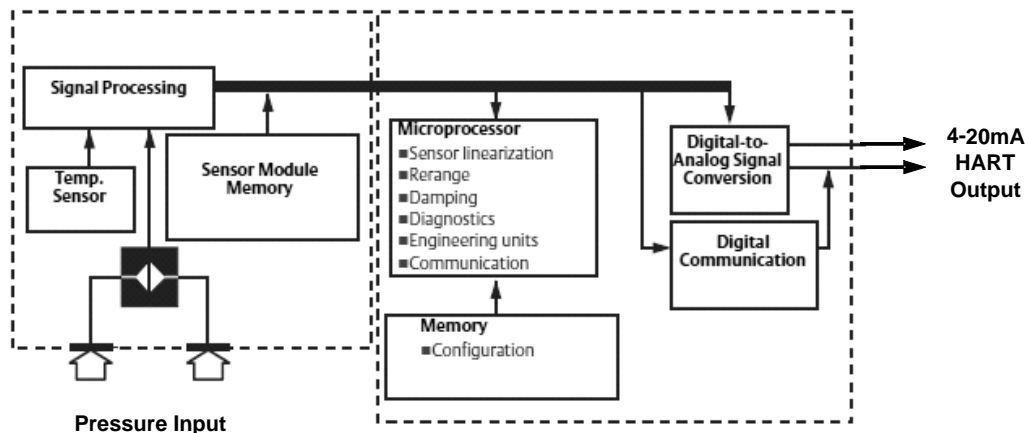 Signal Processing
Temp.
Sensor
Sensor Module
Memory
Pressure Input
Microprocessor
■Sensor linearization
■Rerange
■Damping
■Diagnostics
■Engineering units
■Communication
Memory
■Configuration
Digital-to-
Analog Signal
Conversion
Digital
Communication
4-20mA
HART
Output